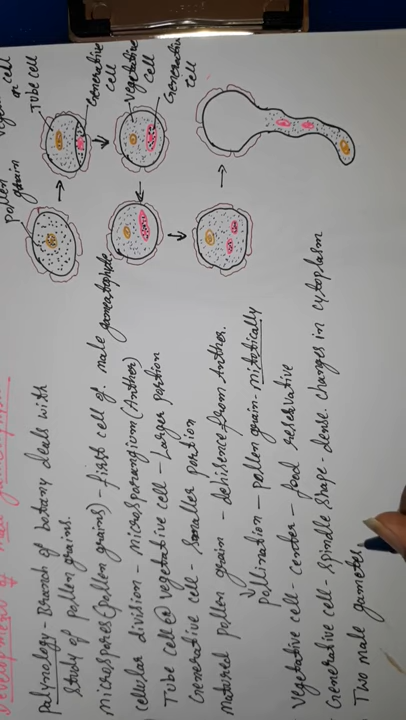 Development of male gametophyte
Palynology - Branch of botany deals with
study of pollen grains.
microspores (pollen grains) - first cell of male gameatophyte
cellular division - microsporangium (Anther)
Tube cell @ vegetative cell - Larger portion
Generative cell - smaller portion
matured pollen grain - dehisence from Anther.
↓
pollination - pollen grain - mitotically
vegetative cell - center - food reservative
Generative cell - spindle shape - dense. changes in cytoplasm
Two male gametes
pollen
grain
cell
or
Tube cell
Generative
cell
vegetative
cell
Generative
cell